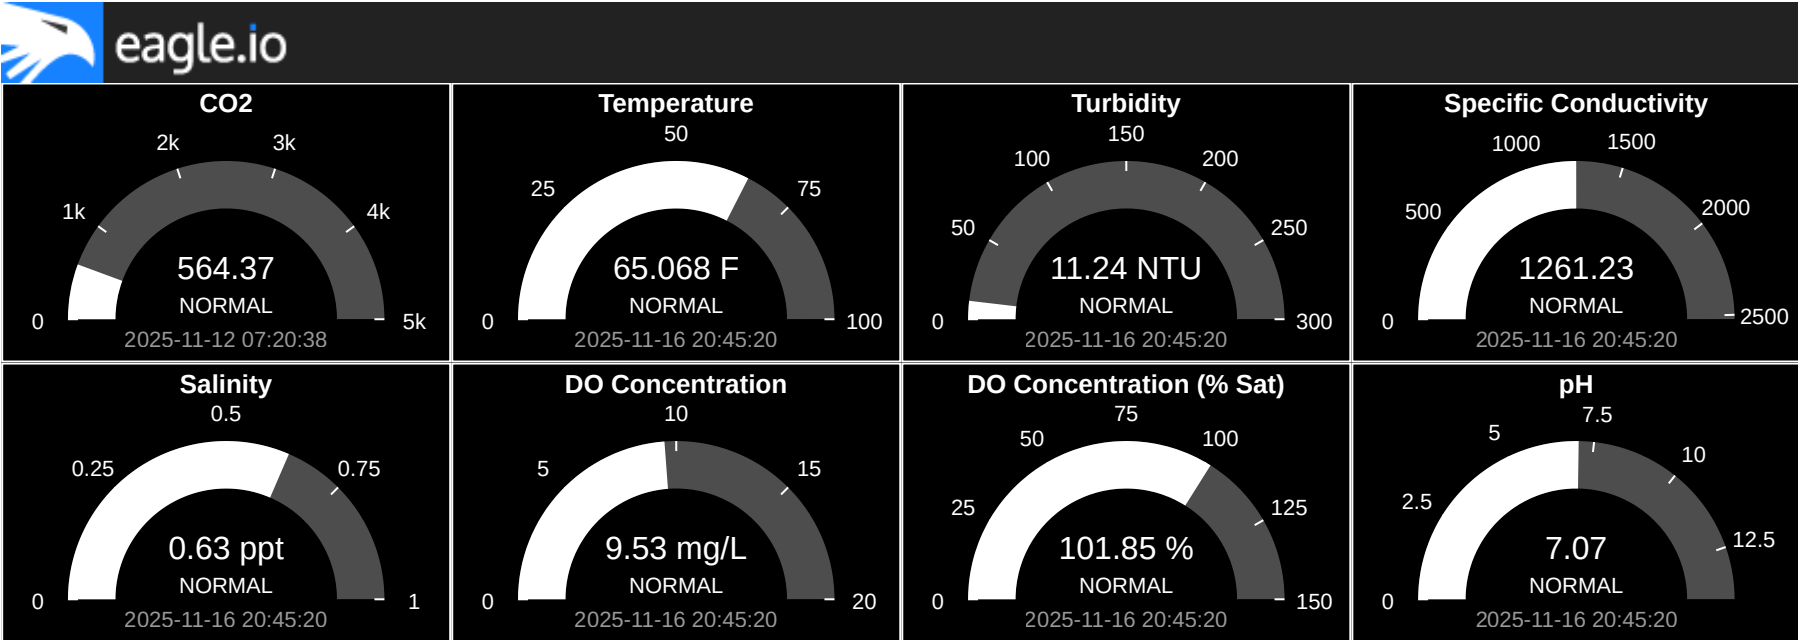 eagle.io
CO2
2k 3k
1k 4k
564.37
NORMAL
0 5k
2025-11-12 07:20:38
Temperature
50
25 75
65.068 F
NORMAL
0 100
2025-11-16 20:45:20
Turbidity
150
100 200
50 250
11.24 NTU
NORMAL
0 300
2025-11-16 20:45:20
Specific Conductivity
1000 1500
500 2000
1261.23
NORMAL
0 2500
2025-11-16 20:45:20
Salinity
0.5
0.25 0.75
0.63 ppt
NORMAL
0 1
2025-11-16 20:45:20
DO Concentration
10
5 15
9.53 mg/L
NORMAL
0 20
2025-11-16 20:45:20
DO Concentration (% Sat)
75
50 100
25 125
101.85 %
NORMAL
0 150
2025-11-16 20:45:20
pH
7.5
5 10
2.5 12.5
7.07
NORMAL
0
2025-11-16 20:45:20